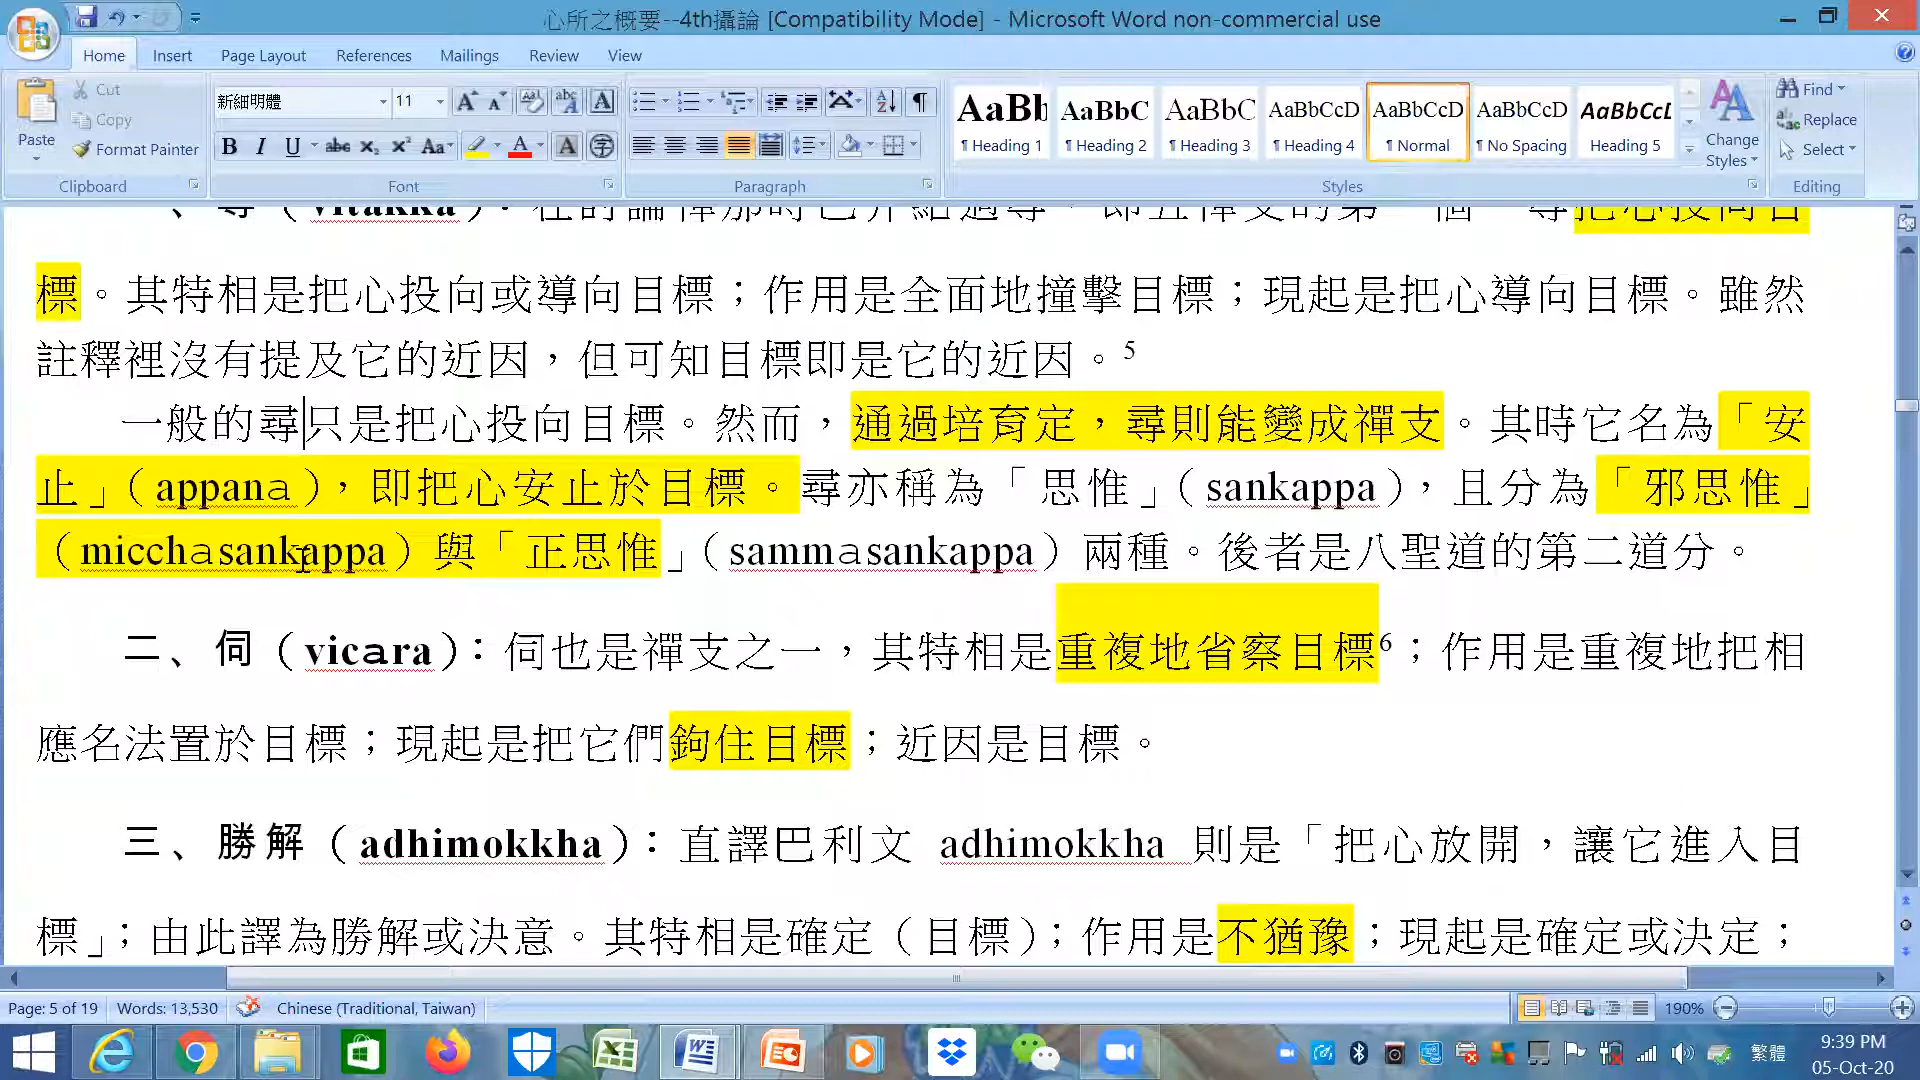 心所之概要--4th攝論 [Compatibility Mode] - Microsoft Word non-commercial use
Home Insert Page Layout References Mailings Review View
Paste
Cut
Copy
Format Painter
Clipboard
新細明體 11
Font
Paragraph
AaBb AaBbC AaBbC AaBbCcD AaBbCcD AaBbCcD AaBbCcD
¶ Heading 1 ¶ Heading 2 ¶ Heading 3 ¶ Heading 4 ¶ Normal ¶ No Spacing Heading 5
Change Styles
Styles
Find
Replace
Select
Editing
標。其特相是把心投向或導向目標；作用是全面地撞擊目標；現起是把心導向目標。雖然
註釋裡沒有提及它的近因，但可知目標即是它的近因。5
一般的尋只是把心投向目標。然而，通過培育定，尋則能變成禪支。其時它名為「安
止」（appana），即把心安止於目標。尋亦稱為「思惟」（sankappa），且分為「邪思惟」
（micchasankappa）與「正思惟」（sammasankappa）兩種。後者是八聖道的第二道分。
二、伺（vicara）：伺也是禪支之一，其特相是重複地省察目標6；作用是重複地把相
應名法置於目標；現起是把它們鉤住目標；近因是目標。
三、勝解（adhimokkha）：直譯巴利文 adhimokkha 則是「把心放開，讓它進入目
標」；由此譯為勝解或決意。其特相是確定（目標）；作用是不猶豫；現起是確定或決定；
Page: 5 of 19 Words: 13,530 Chinese (Traditional, Taiwan) 190%
繁體
9:39 PM
05-Oct-20